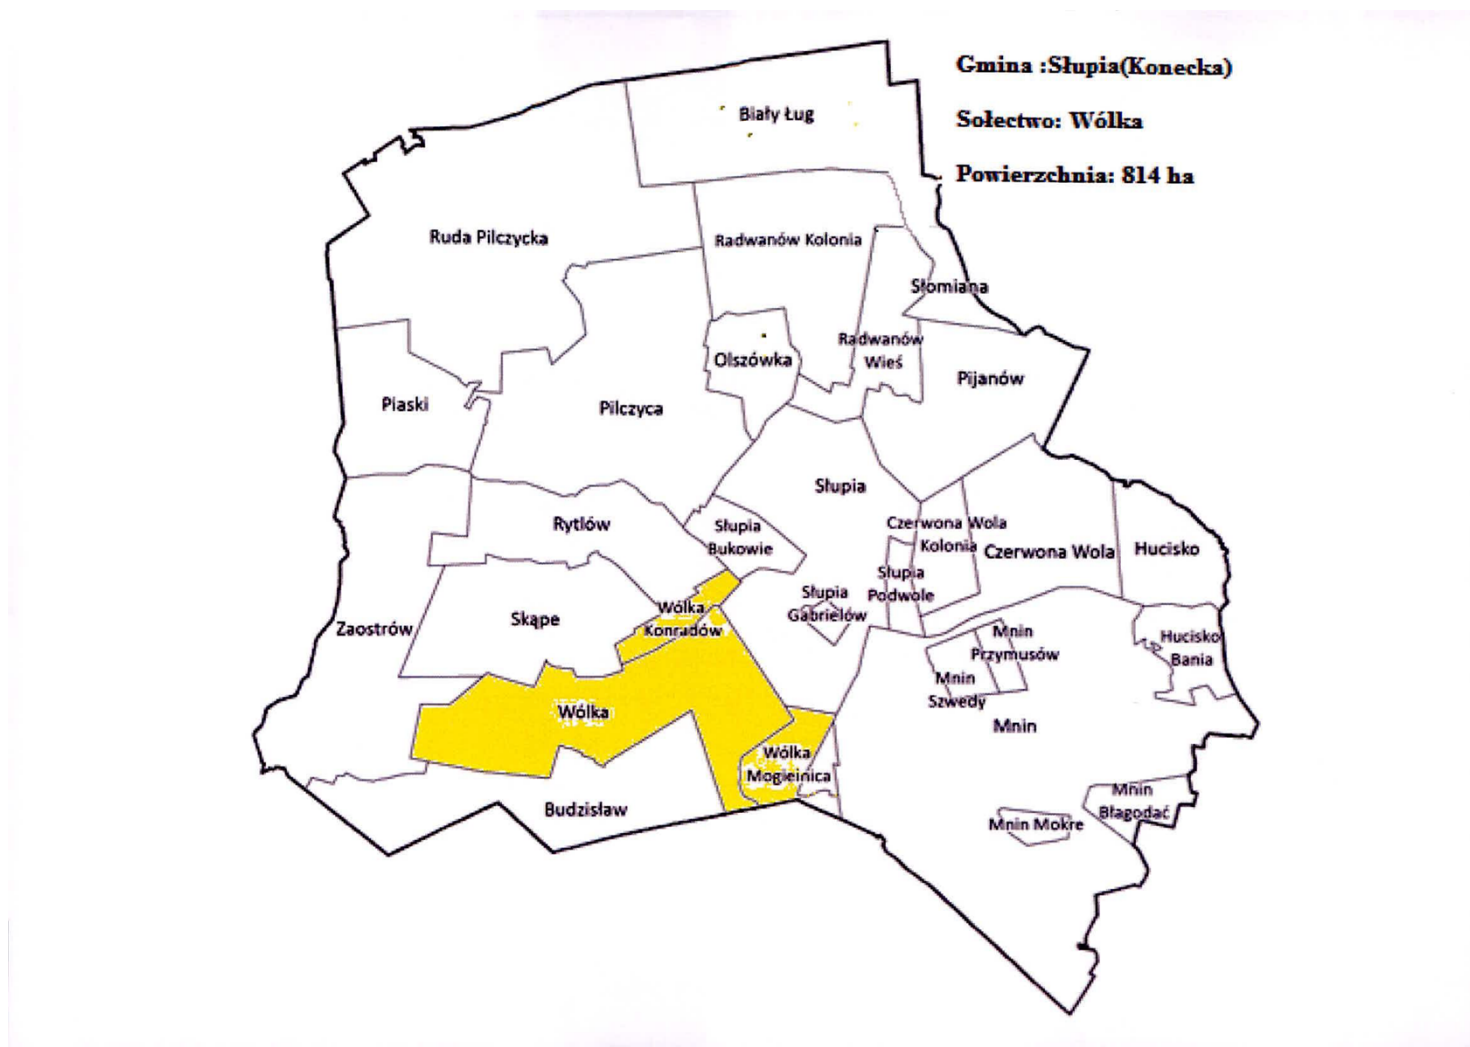 Gmina :Słupia(Konecka)
Sołectwo: Wólka
Powierzchnia: 814 ha
Biały Ług
Ruda Pilczycka
Radwanów Kolonia
Słomiana
Radwanów
Wieś
Olszówka
Pijanów
Piaski
Pilczyca
Słupia
Rytlów
Słupia
Bukowie
Czerwona Wola
Kolonia
Czerwona Wola
Hucisko
Słupia
Podwole
Słupia
Gabrielów
Wólka
Konradów
Skąpe
Zaostrów
Mnin
Przymusów
Hucisko
Bania
Mnin
Szwedy
Mnin
Wólka
Wólka
Mogielnica
Budzisław
Mnin
Błagodać
Mnin Mokre